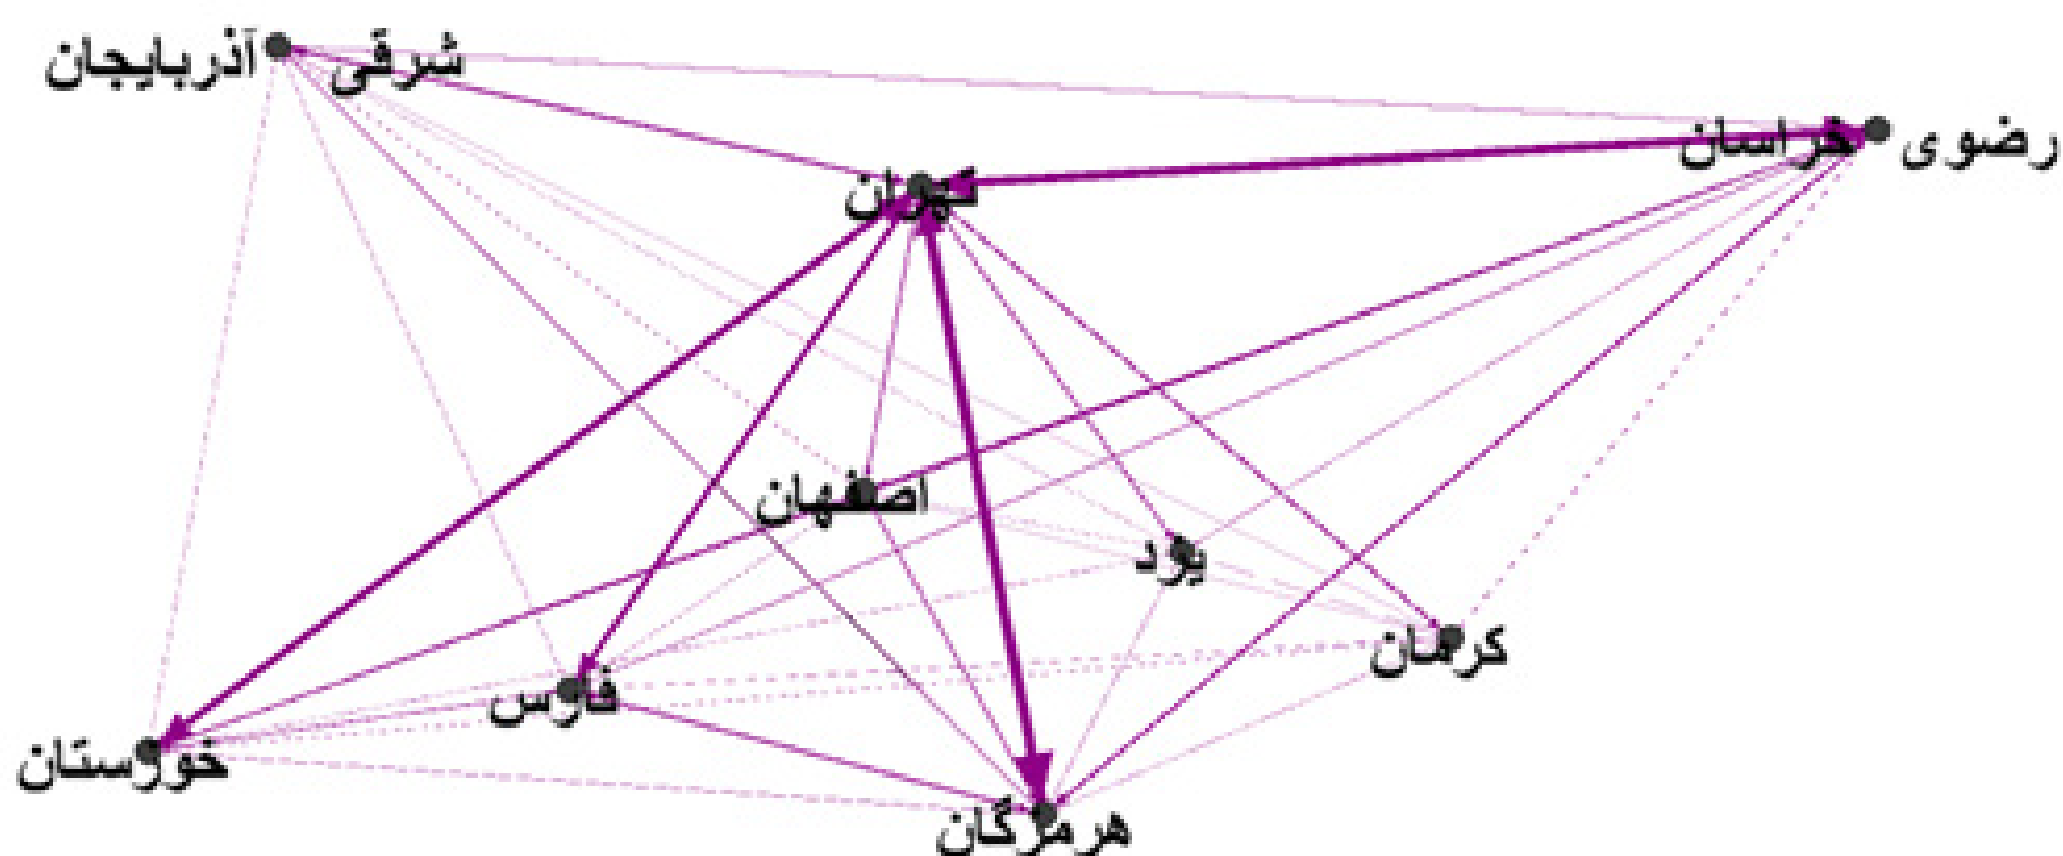 آذربایجان شرقی
خراسان رضوی
تهران
اصفهان
یزد
کرمان
فارس
خوزستان
هرمزگان